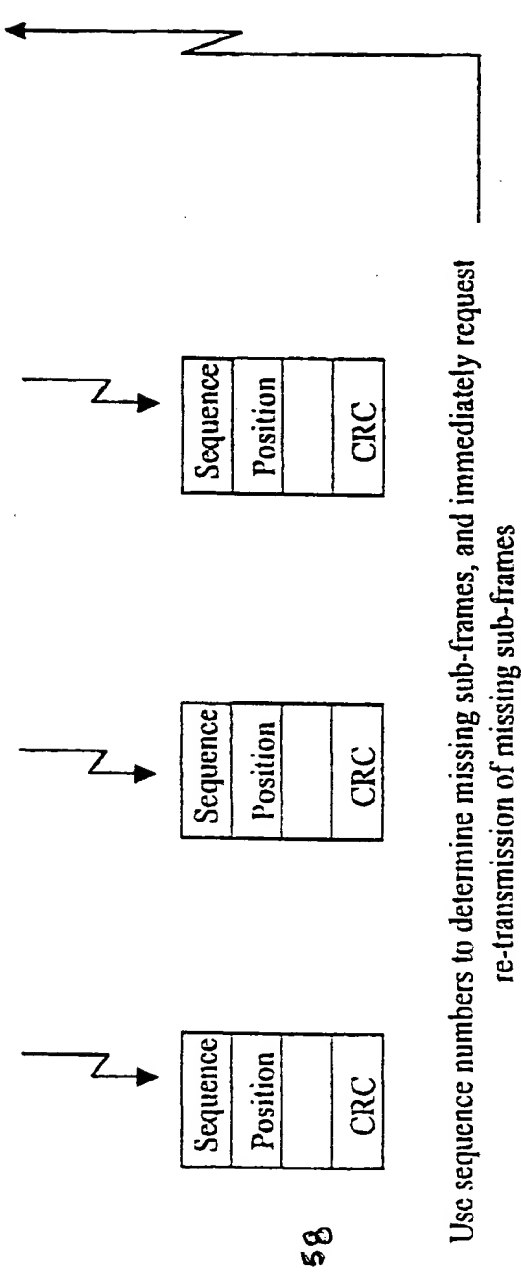 Sequence
Position
CRC
Sequence
Position
CRC
Sequence
Position
CRC
58
Use sequence numbers to determine missing sub-frames, and immediately request
re-transmission of missing sub-frames